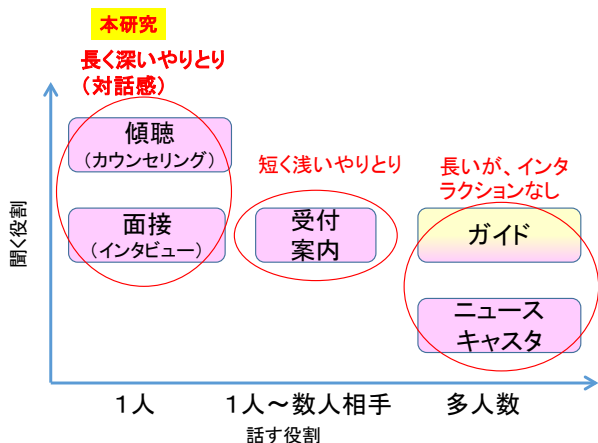 本研究
長く深いやりとり
（対話感）
傾聴
（カウンセリング）
短く浅いやりとり
長いが、インタ
ラクションなし
面接
（インタビュー）
受付
案内
ガイド
ニュース
キャスタ
聞く役割
１人
１人～数人相手
多人数
話す役割